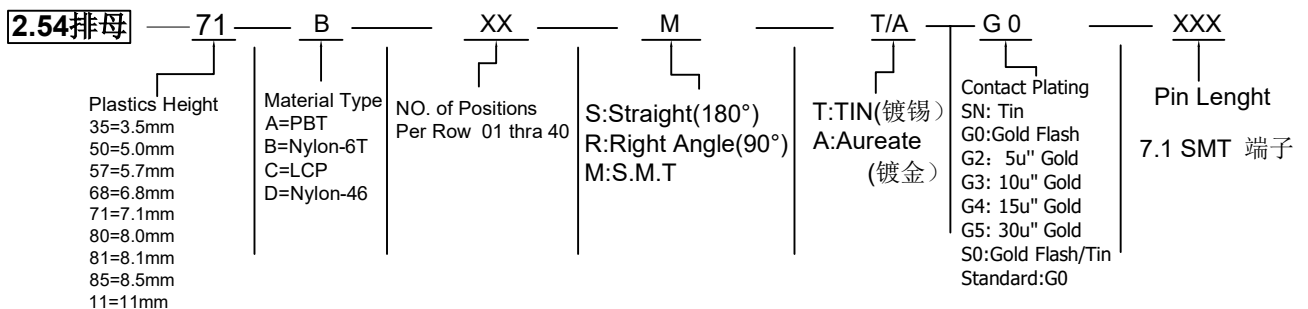 2.54排母 71 B XX M T/A G 0 XXX
Plastics Height
35=3.5mm
50=5.0mm
57=5.7mm
68=6.8mm
71=7.1mm
80=8.0mm
81=8.1mm
85=8.5mm
11=11mm
Material Type
A=PBT
B=Nylon-6T
C=LCP
D=Nylon-46
NO. of Positions
Per Row 01 thra 40
S:Straight(180°)
R:Right Angle(90°)
M:S.M.T
T:TIN(镀锡）
A:Aureate
(镀金）
Contact Plating
SN: Tin
G0:Gold Flash
G2: 5u" Gold
G3: 10u" Gold
G4: 15u" Gold
G5: 30u" Gold
S0:Gold Flash/Tin
Standard:G0
Pin Lenght
7.1 SMT 端子